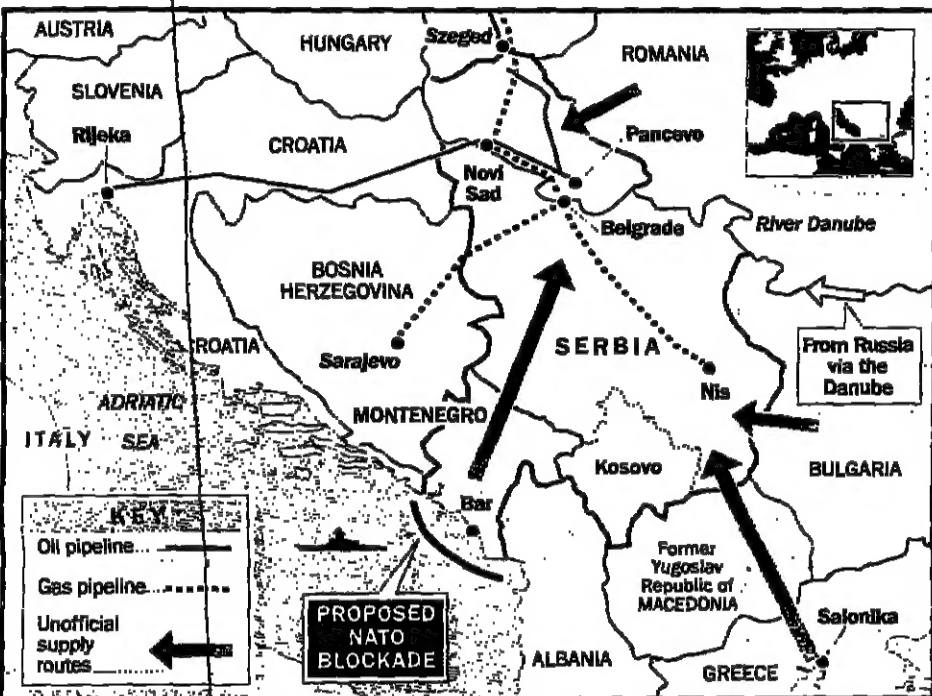 AUSTRIA
HUNGARY
Szeged
ROMANIA
SLOVENIA
Rijeka
CROATIA
Pancevo
Novi
Sad
Belgrade
River Danube
BOSNIA
HERZEGOVINA
ROATIA
Sarajevo
SERBIA
From Russia
via the
Danube
Nis
ADRIATIC
SEA
MONTENEGRO
ITALY
Kosovo
BULGARIA
Bar
KEY
Oil pipeline...
Gas pipeline...
Unofficial
supply
routes
PROPOSED
NATO
BLOCKADE
Former
Yugoslav
Republic of
MACEDONIA
Salonika
ALBANIA
GREECE